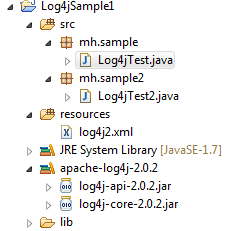 Log4jSample1
src
mh.sample
Log4jTest.java
mh.sample2
Log4jTest2.java
resources
log4j2.xml
JRE System Library [JavaSE-1.7]
apache-log4j-2.0.2
log4j-api-2.0.2.jar
log4j-core-2.0.2.jar
lib